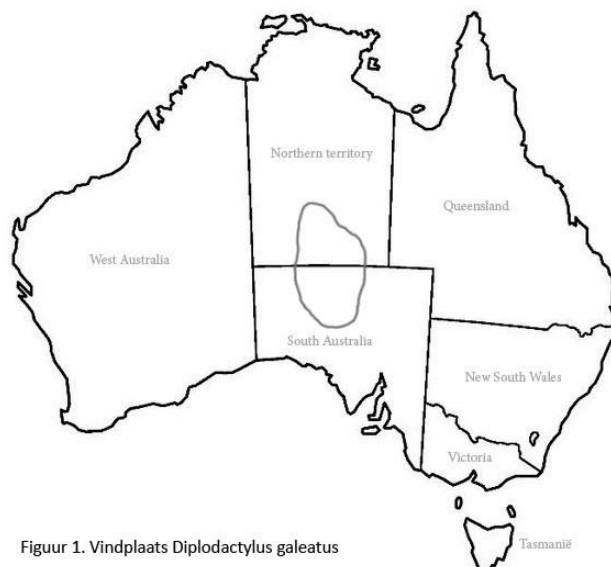 Northern territory
Queensland
West Australia
South Australia
New South Wales
Victoria
Tasmanië
Figuur 1. Vindplaats Diplodactylus galeatus